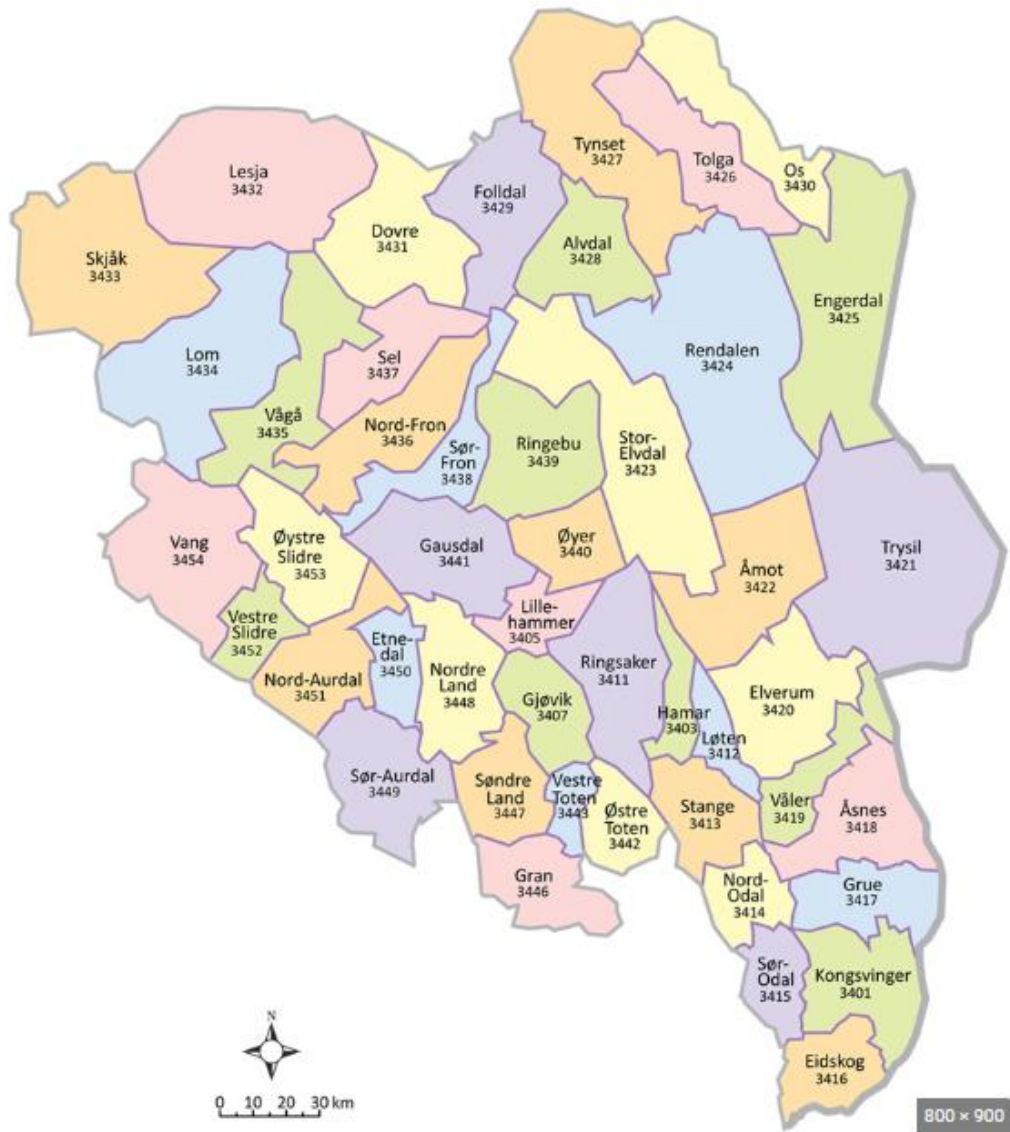 Tynset
3427
Tolga
3426
Os
3430
Lesja
3432
Folldal
3429
Dovre
3431
Alvdal
3428
Skjåk
3433
Engerdal
3425
Rendalen
3424
Lom
3434
Sel
3437
Vågå
3435
Nord-Fron
3436
Sør-
Fron
3438
Ringebu
3439
Stor-
Elvdal
3423
Vang
3454
Øystre
Slidre
3453
Gausdal
3441
Øyer
3440
Åmot
3422
Trysil
3421
Vestre
Slidre
3452
Etne-
dal
3450
Lille-
hammer
3405
Nord-Aurdal
3451
Nordre
Land
3448
Gjøvik
3407
Ringsaker
3411
Hamar
3403
Løten
3412
Elverum
3420
Sør-Aurdal
3449
Søndre
Land
3447
Vestre
Toten
3443
Østre
Toten
3442
Stange
3413
Våler
3419
Åsnes
3418
Gran
3446
Nord-
Odal
3414
Grue
3417
Sør-
Odal
3415
Kongsvinger
3401
Eidskog
3416
N
0 10 20 30 km
800 × 900